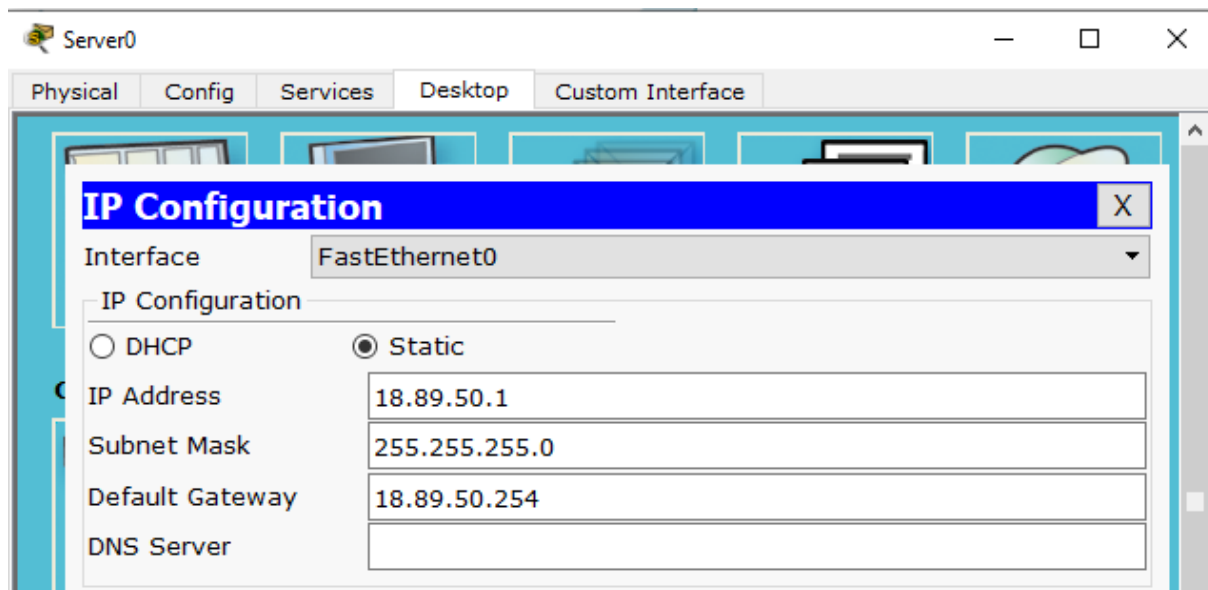 Server0
Physical Config Services Desktop Custom Interface
IP Configuration X
Interface FastEthernet0
IP Configuration
DHCP Static
IP Address 18.89.50.1
Subnet Mask 255.255.255.0
Default Gateway 18.89.50.254
DNS Server